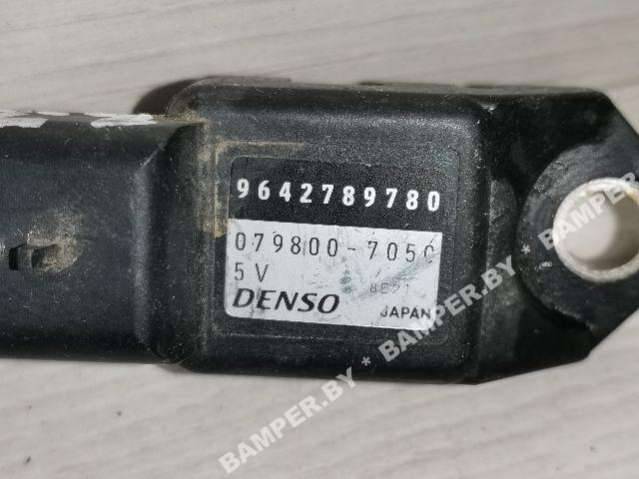 9642789780
079800-7050
5V
DENSO JAPAN
BAMPER.BY * BAMPER.BY * BAMPER.BY